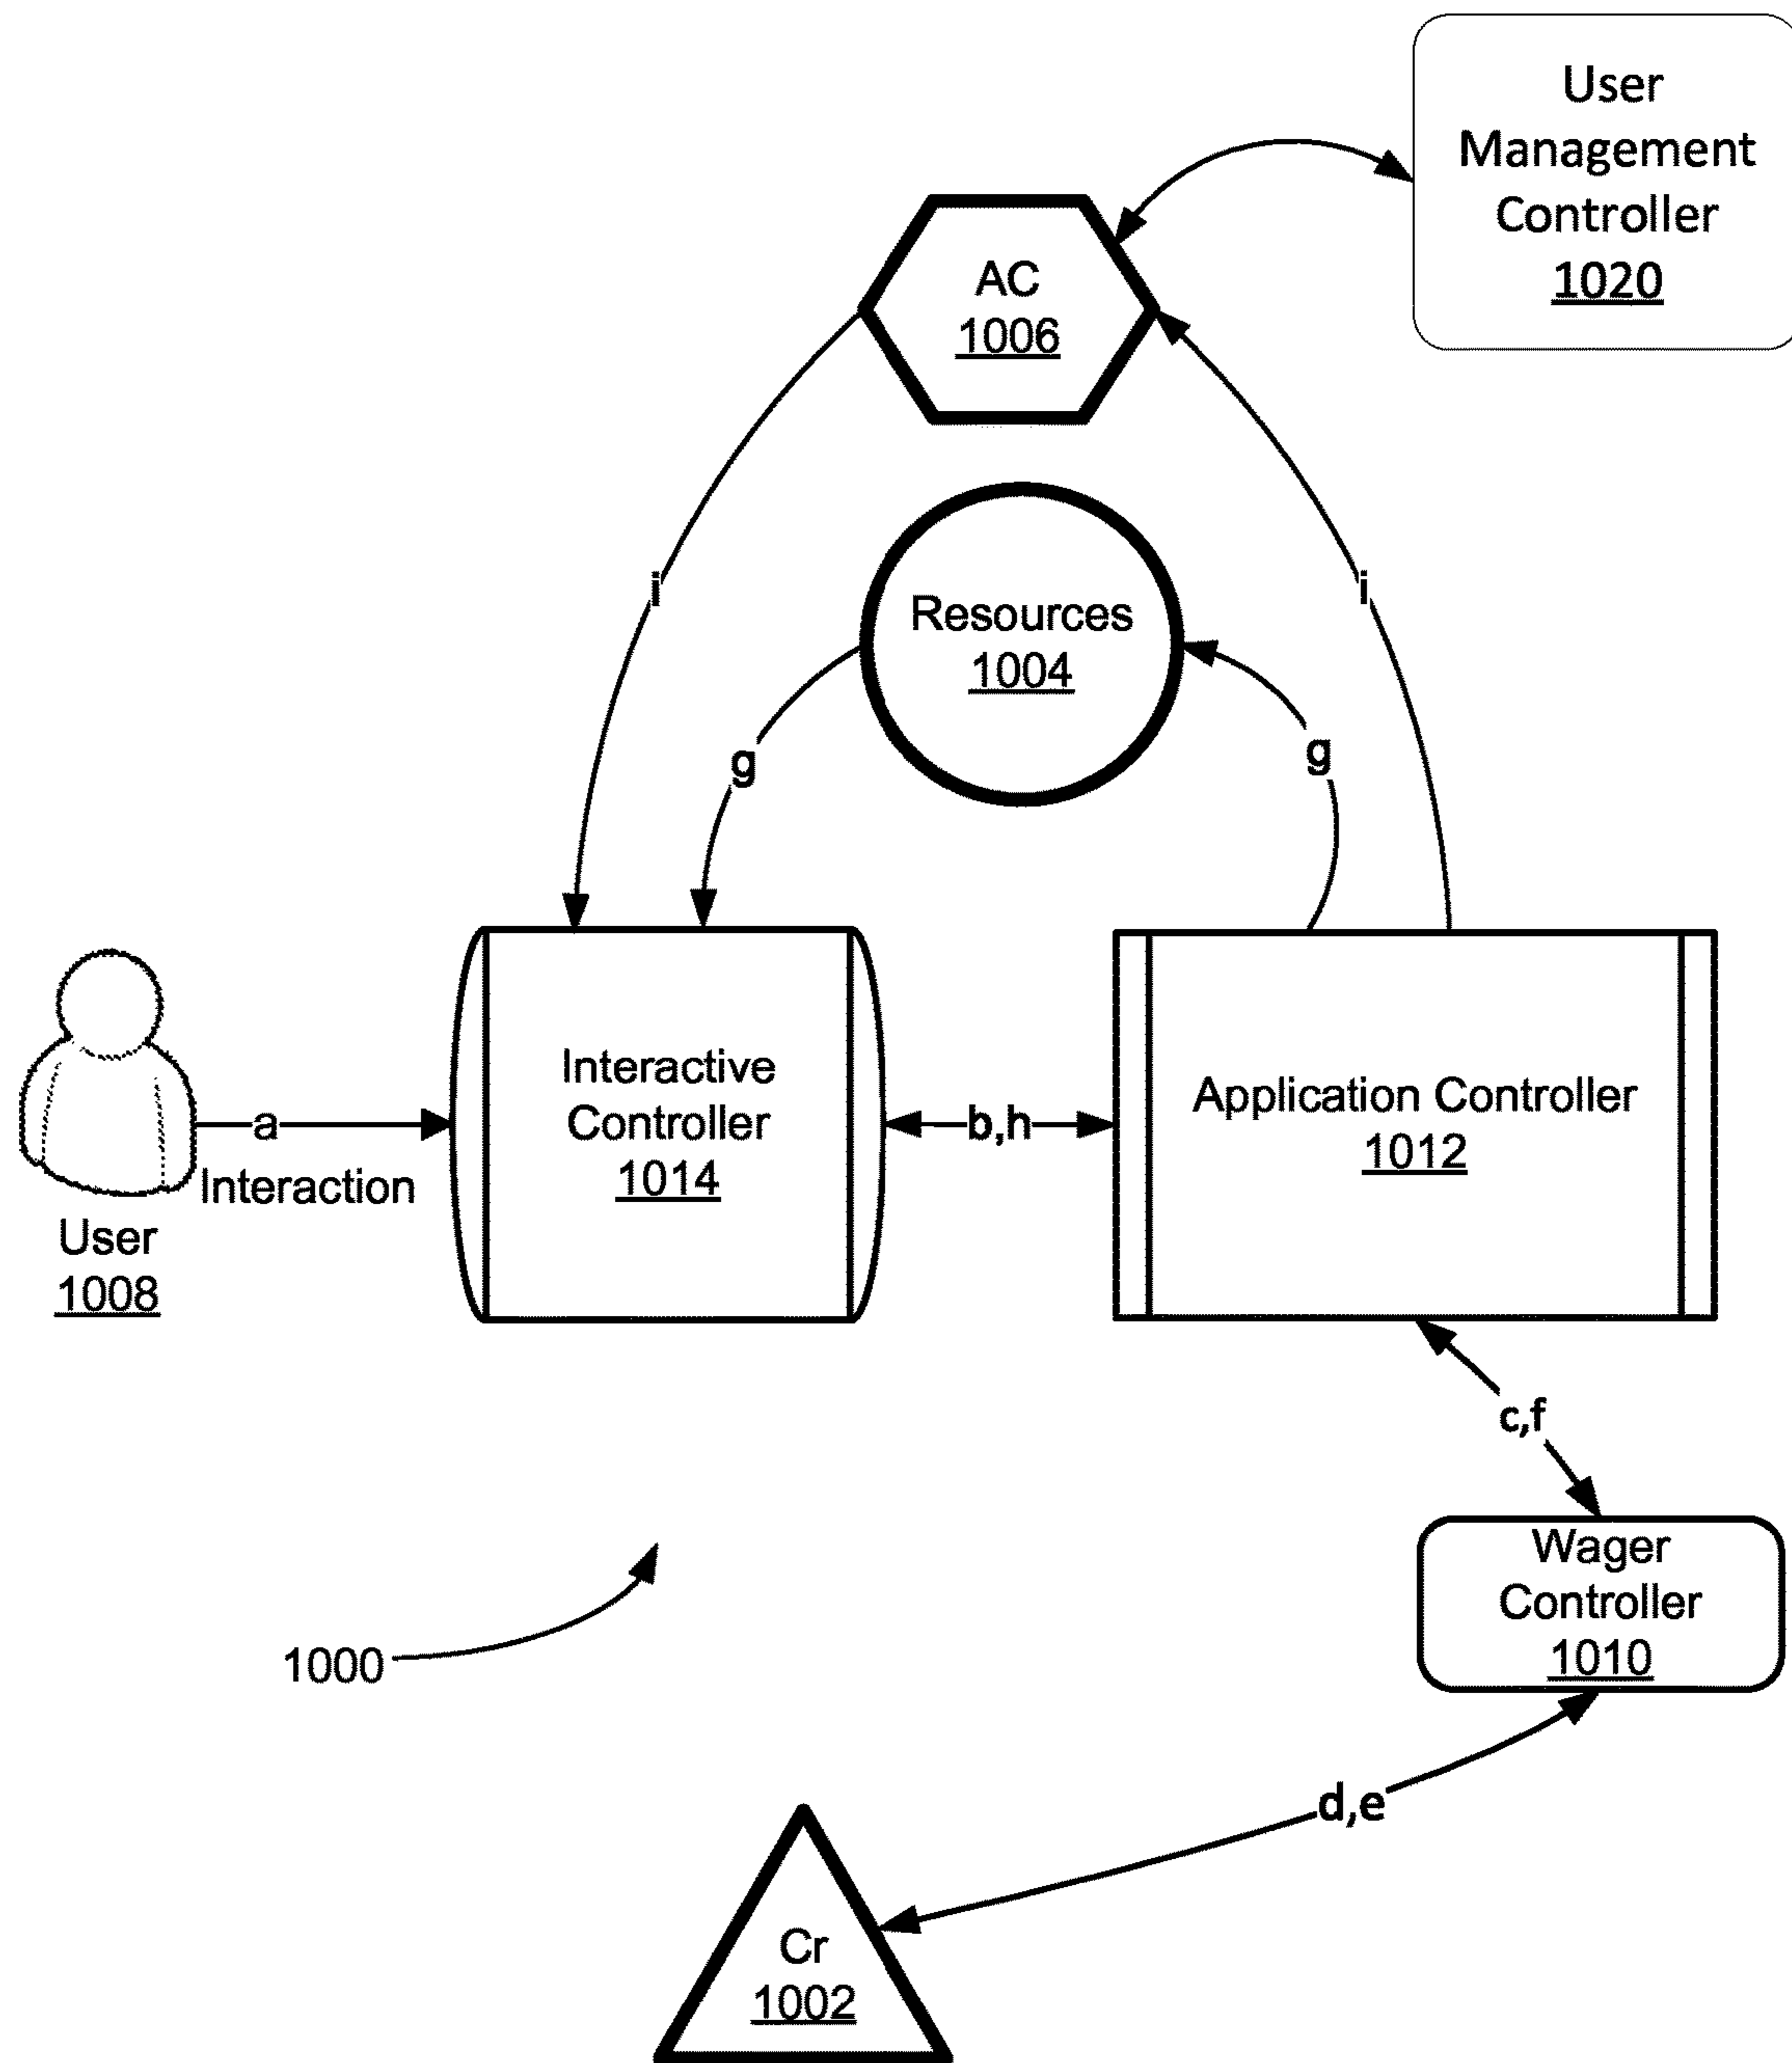 User
Management
Controller
1020
AC
1006
i
i
Resources
1004
g
g
Interactive
Controller
1014
Application Controller
1012
a
b,h
Interaction
User
1008
c,f
Wager
Controller
1010
1000
d,e
Cr
1002